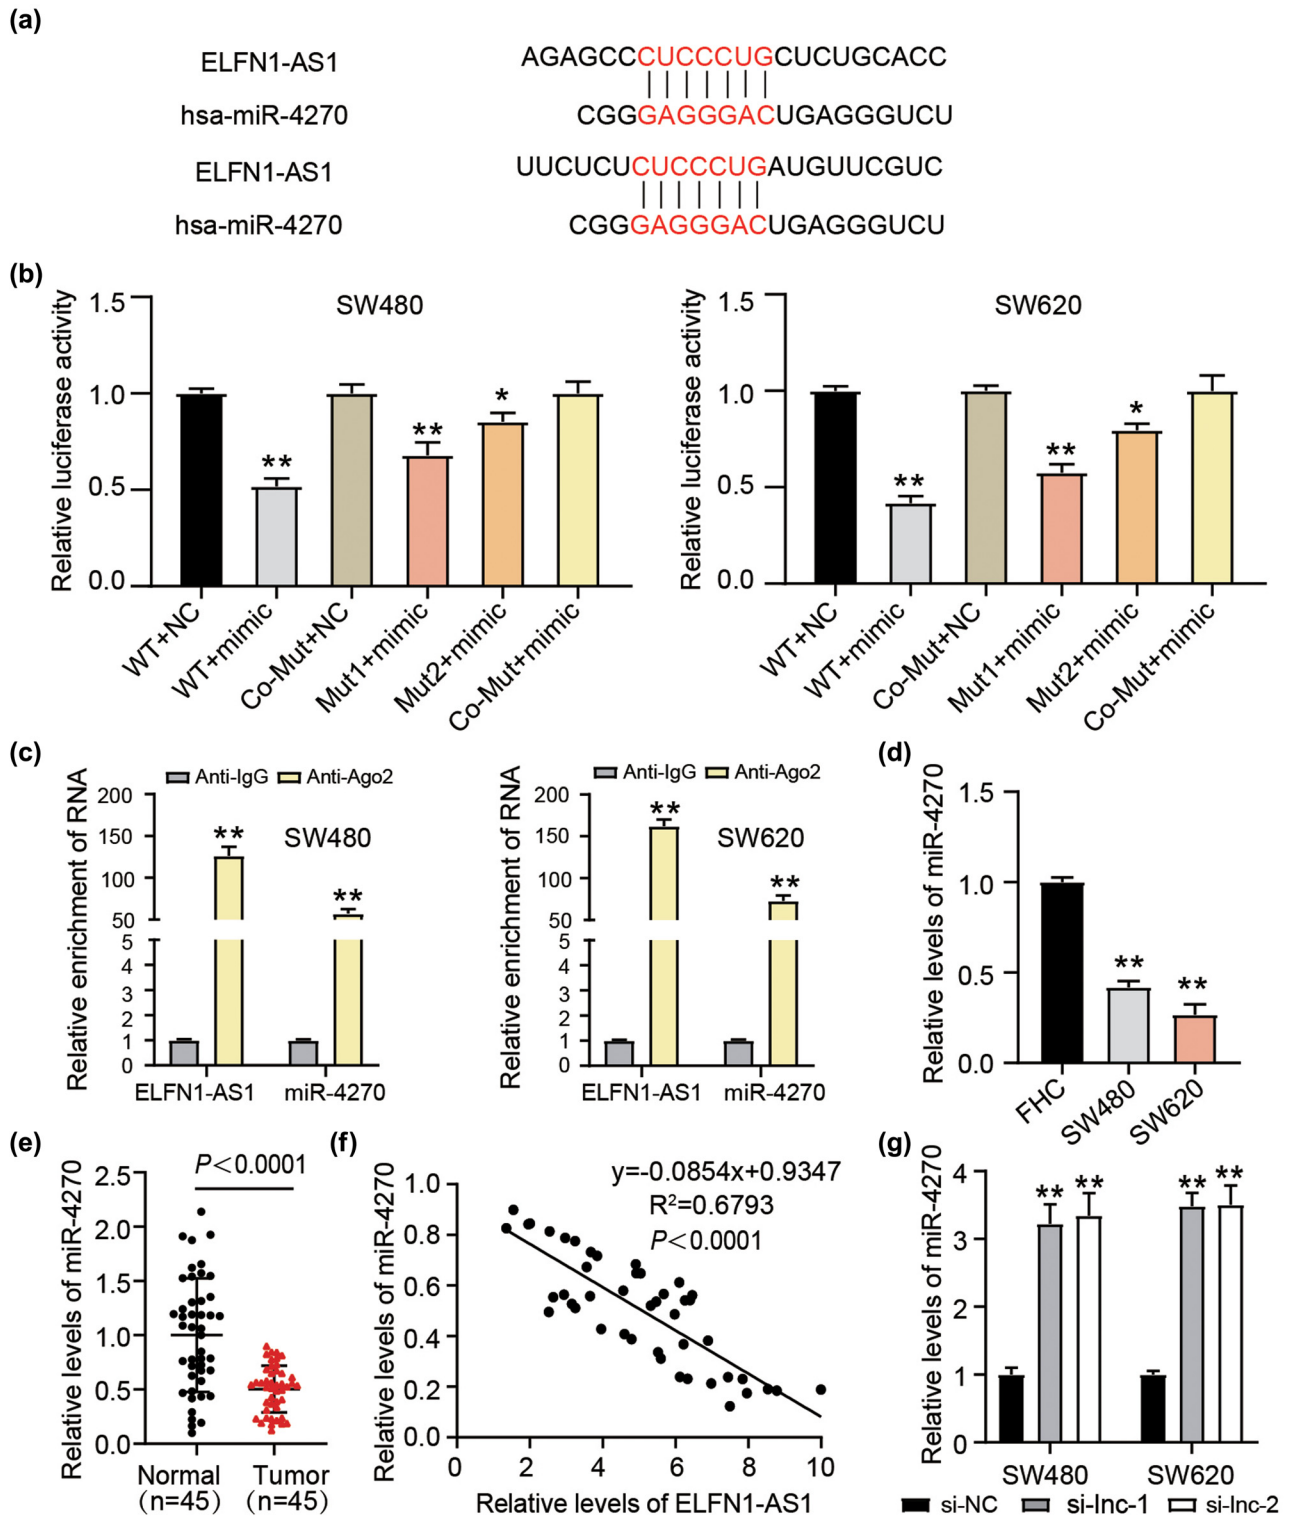 (a)
ELFN1-AS1 AGAGCCCUCCCUGCUCUGCACC
hsa-miR-4270 CGGGAGGGACUGAGGGUCU
ELFN1-AS1 UUCUCUCUCCCUGAUGUUCGUC
hsa-miR-4270 CGGGAGGGACUGAGGGUCU
(b)
Relative luciferase activity
SW480
1.5
1.0
0.5
0.0
**
**
*
WT+NC
WT+mimic
Co-Mut+NC
Mut1+mimic
Mut2+mimic
Co-Mut+mimic
Relative luciferase activity
SW620
1.5
1.0
0.5
0.0
**
**
*
WT+NC
WT+mimic
Co-Mut+NC
Mut1+mimic
Mut2+mimic
Co-Mut+mimic
(c)
Relative enrichment of RNA
Anti-IgG Anti-Ago2
SW480
200
150
100
50
5
4
3
2
1
0
**
**
ELFN1-AS1 miR-4270
Relative enrichment of RNA
Anti-IgG Anti-Ago2
SW620
200
150
100
50
5
4
3
2
1
0
**
**
ELFN1-AS1 miR-4270
(d)
Relative levels of miR-4270
1.5
1.0
0.5
0.0
**
**
FHC
SW480
SW620
(e)
Relative levels of miR-4270
P<0.0001
2.5
2.0
1.5
1.0
0.5
0.0
Normal Tumor
(n=45) (n=45)
(f)
Relative levels of miR-4270
y=-0.0854x+0.9347
R²=0.6793
P<0.0001
1.0
0.8
0.6
0.4
0.2
0.0
0 2 4 6 8 10
Relative levels of ELFN1-AS1
(g)
Relative levels of miR-4270
4
3
2
1
0
** ** ** **
SW480 SW620
si-NC si-lnc-1 si-lnc-2